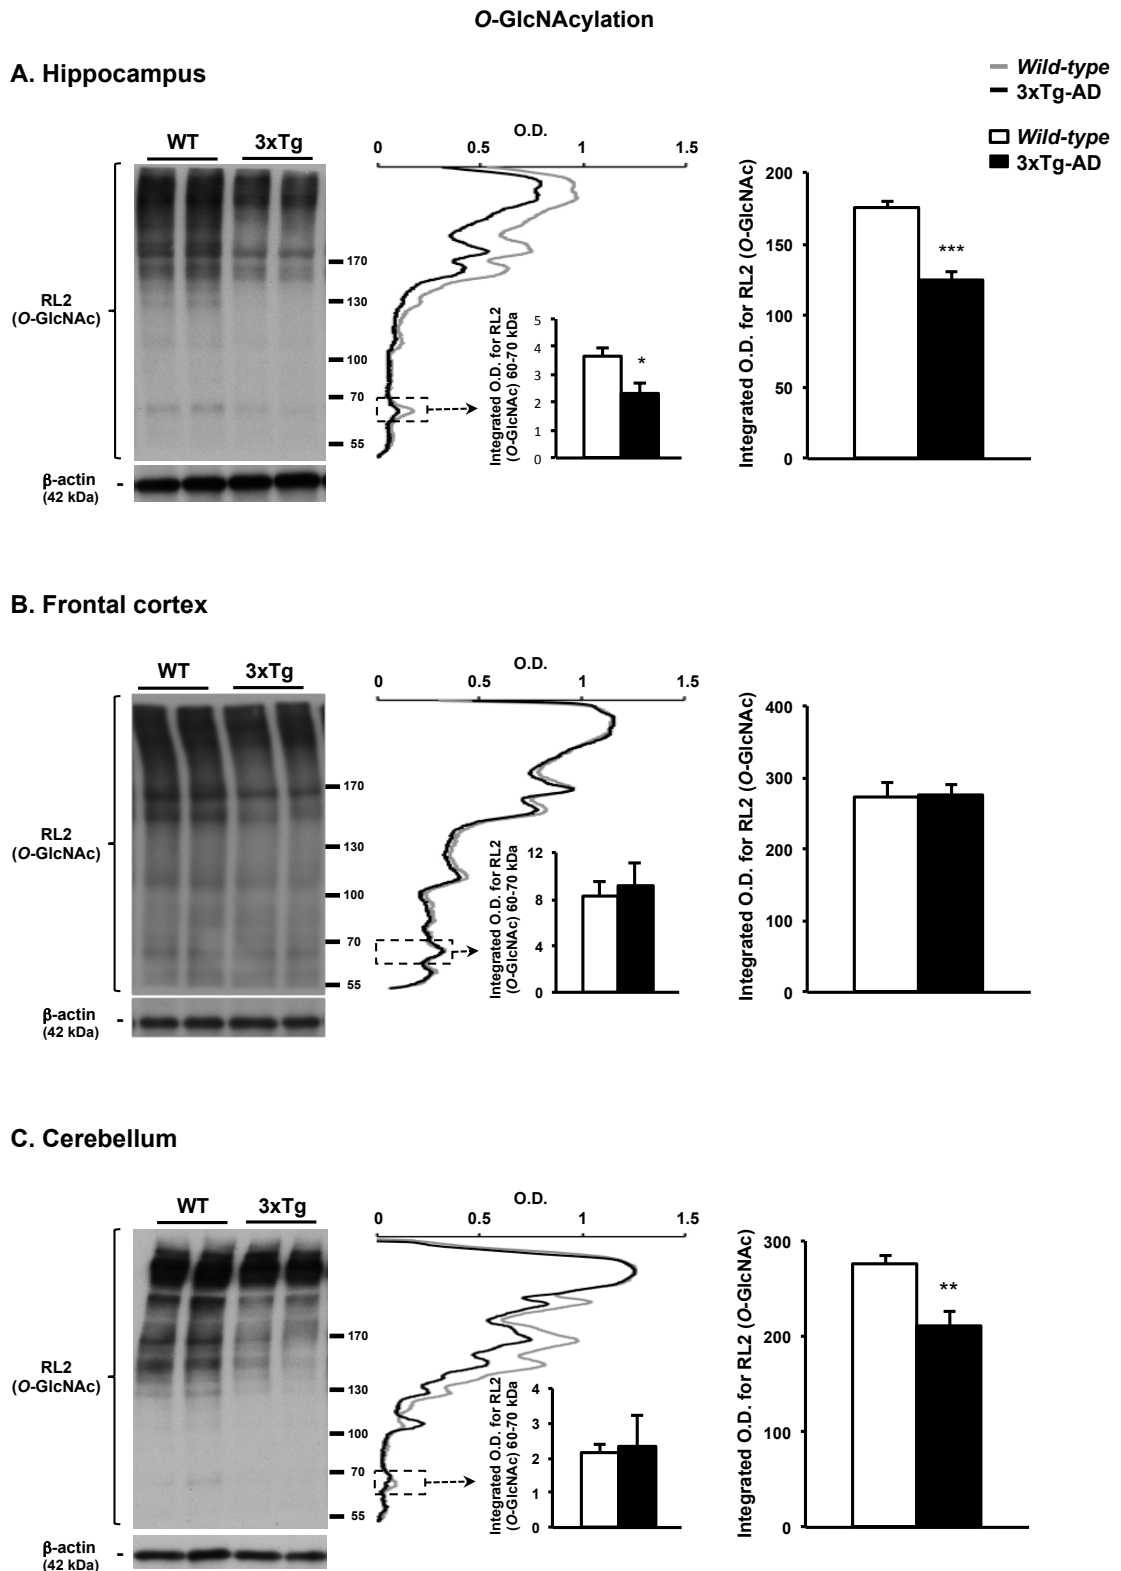 O-GlcNAcylation
A. Hippocampus
Wild-type
3xTg-AD
Wild-type
3xTg-AD
WT 3xTg
RL2
(O-GlcNAc)
170
130
100
70
55
β-actin
(42 kDa)
-
O.D.
0 0.5 1 1.5
Integrated O.D. for RL2
(O-GlcNAc) 60-70 kDa
5
4
3
2
1
0
*
Integrated O.D. for RL2 (O-GlcNAc)
200
150
100
50
0
***
B. Frontal cortex
WT 3xTg
RL2
(O-GlcNAc)
170
130
100
70
55
β-actin
(42 kDa)
-
O.D.
0 0.5 1 1.5
Integrated O.D. for RL2
(O-GlcNAc) 60-70 kDa
12
8
4
0
Integrated O.D. for RL2 (O-GlcNAc)
400
300
200
100
0
C. Cerebellum
WT 3xTg
RL2
(O-GlcNAc)
170
130
100
70
55
β-actin
(42 kDa)
-
O.D.
0 0.5 1 1.5
Integrated O.D. for RL2
(O-GlcNAc) 60-70 kDa
4
3
2
1
0
Integrated O.D. for RL2 (O-GlcNAc)
300
200
100
0
**